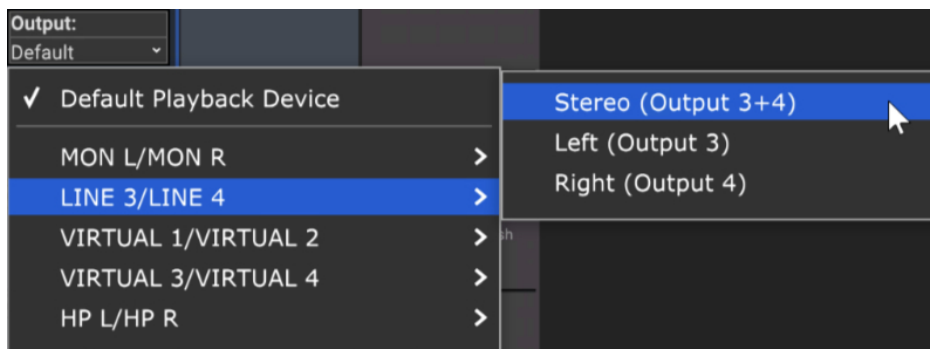 Output:
Default
Default Playback Device
MON L/MON R
LINE 3/LINE 4
VIRTUAL 1/VIRTUAL 2
VIRTUAL 3/VIRTUAL 4
HP L/HP R
Stereo (Output 3+4)
Left (Output 3)
Right (Output 4)